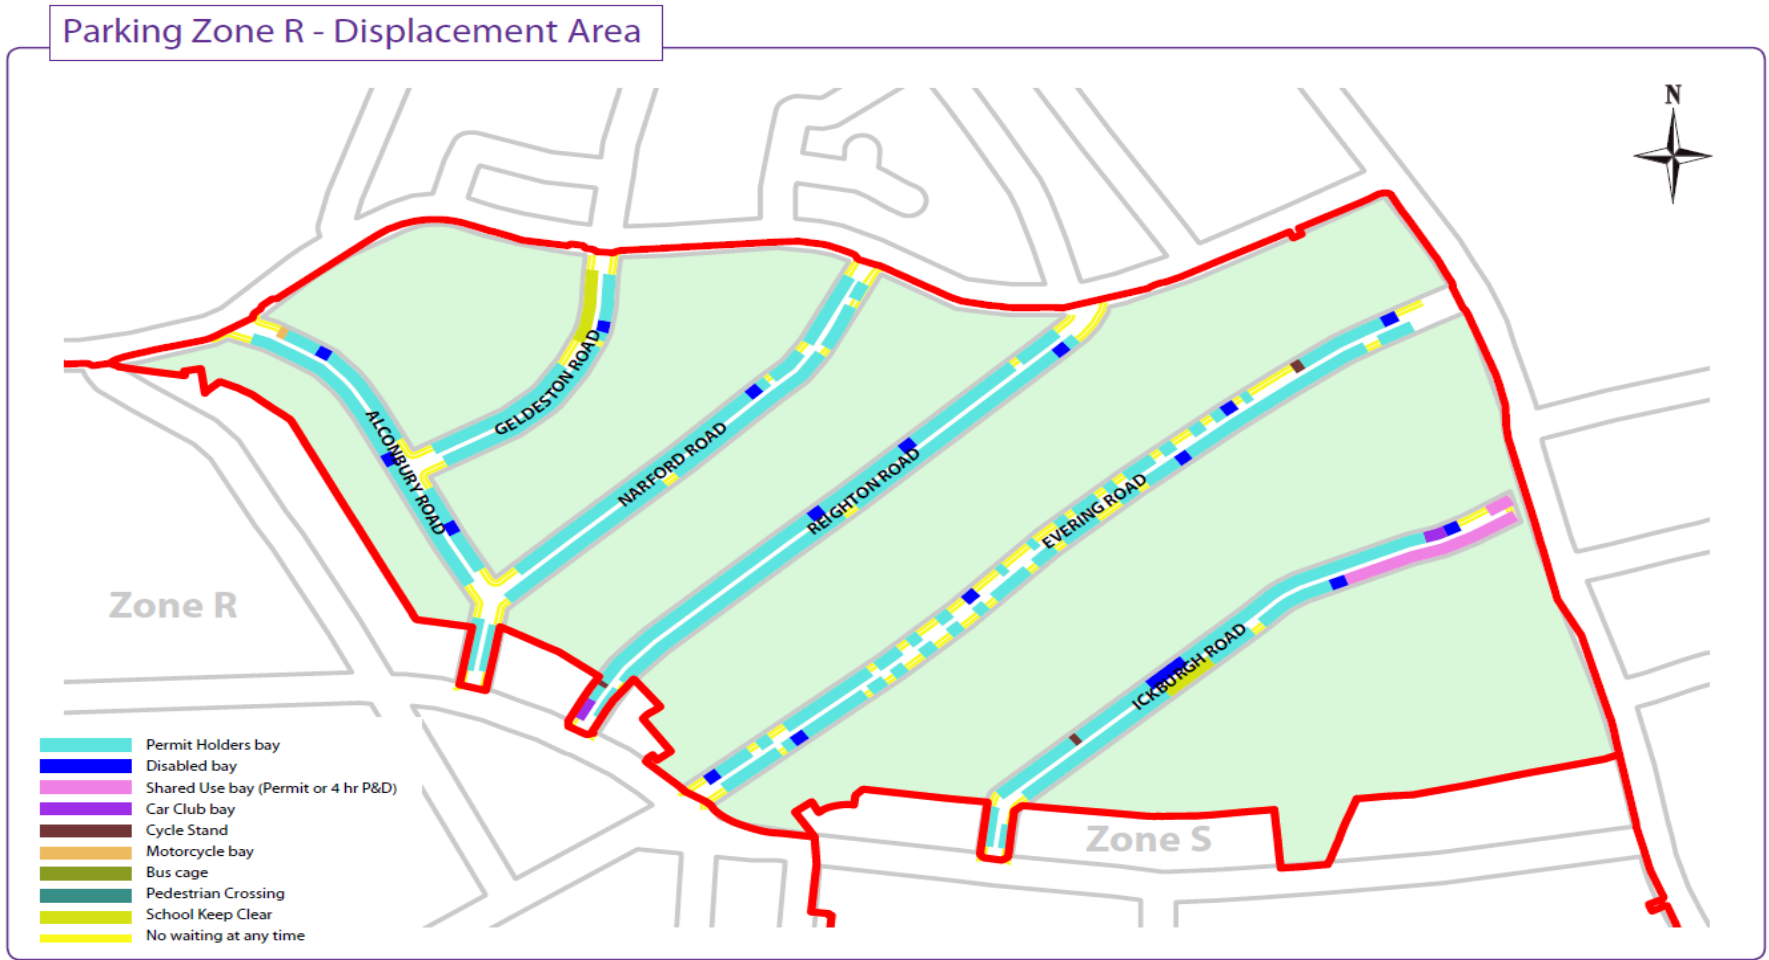 Parking Zone R - Displacement Area
N
GELDESTON ROAD
ALCONBURY ROAD
NARFORD ROAD
REIGHTON ROAD
EVERING ROAD
ICKBURGH ROAD
Zone R
Zone S
Permit Holders bay
Disabled bay
Shared Use bay (Permit or 4 hr P&D)
Car Club bay
Cycle Stand
Motorcycle bay
Bus cage
Pedestrian Crossing
School Keep Clear
No waiting at any time